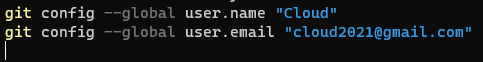 git config --global user.name "Cloud"
git config --global user.email "cloud2021@gmail.com"